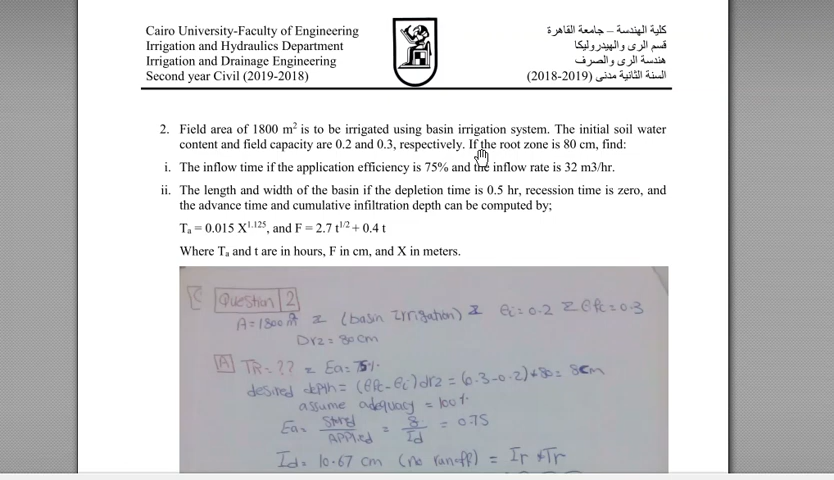 Cairo University-Faculty of Engineering
Irrigation and Hydraulics Department
Irrigation and Drainage Engineering
Second year Civil (2019-2018)
كلية الهندسة – جامعة القاهرة
قسم الرى والهيدروليكا
هندسة الرى والصرف
السنة الثانية مدنى (2019-2018)
2. Field area of 1800 m² is to be irrigated using basin irrigation system. The initial soil water
content and field capacity are 0.2 and 0.3, respectively. If the root zone is 80 cm, find:
i. The inflow time if the application efficiency is 75% and the inflow rate is 32 m3/hr.
ii. The length and width of the basin if the depletion time is 0.5 hr, recession time is zero, and
the advance time and cumulative infiltration depth can be computed by;
Tₐ = 0.015 X^1.125, and F = 2.7 t^1/2 + 0.4 t
Where Tₐ and t are in hours, F in cm, and X in meters.
Question 2
A=1800 m² (basin Irrigation) θi=0.2 θfc=0.3
Drz=80cm
A TR=?? Ea=75%
desired depth= (θfc-θi)drz=(0.3-0.2)*80=8cm
assume adequacy = 100%
Ea= Stored/APPlied = 8/Id = 0.75
Id= 10.67 cm (no runoff) = Ir *Tr